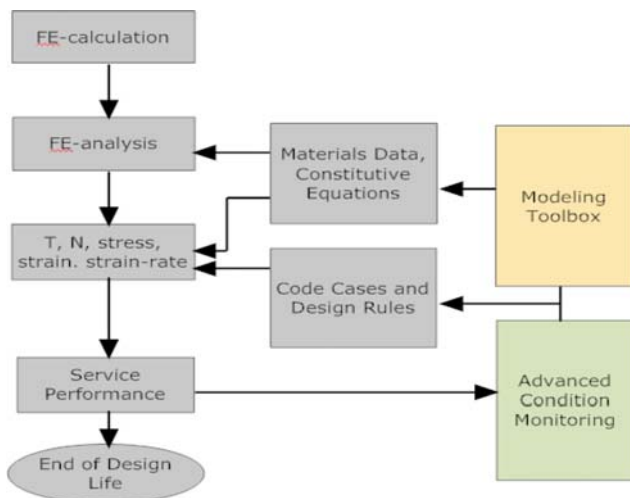 FE-calculation
FE-analysis
Materials Data,
Constitutive
Equations
Modeling
Toolbox
T, N, stress,
strain. strain-rate
Code Cases and
Design Rules
Service
Performance
Advanced
Condition
Monitoring
End of Design
Life